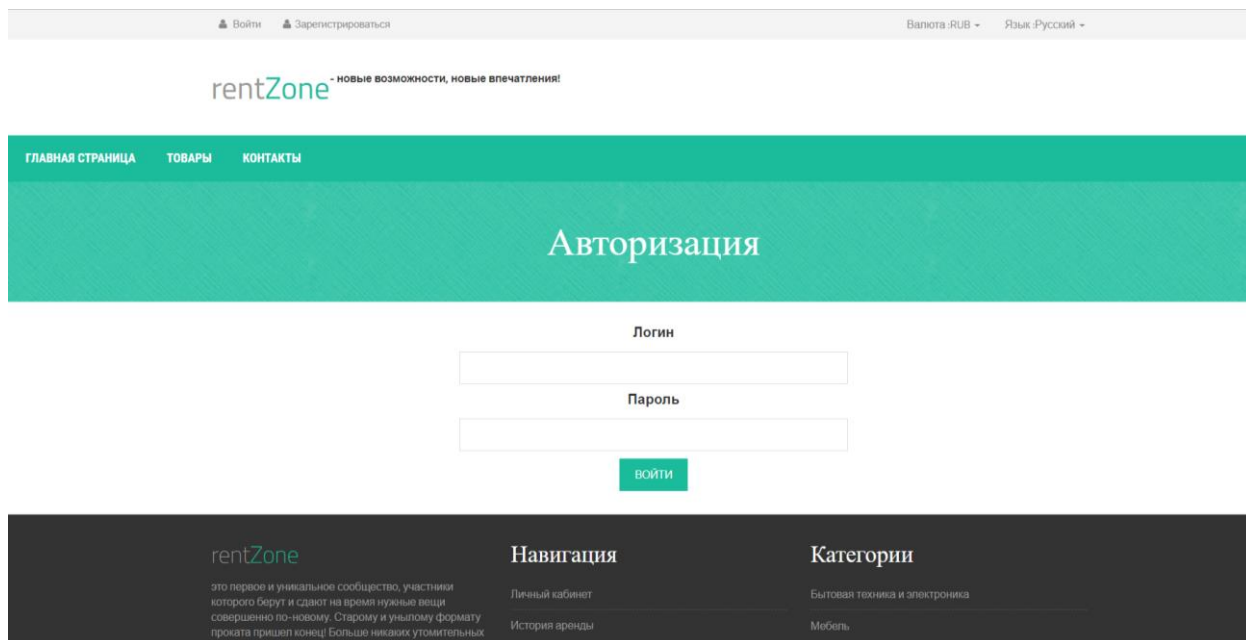 Войти Зарегистрироваться Валюта :RUB Язык :Русский
rentZone - новые возможности, новые впечатления!
ГЛАВНАЯ СТРАНИЦА ТОВАРЫ КОНТАКТЫ
Авторизация
Логин
Пароль
ВОЙТИ
rentZone
это первое и уникальное сообщество, участники
которого берут и сдают на время нужные вещи
совершенно по-новому. Старому и унылому формату
проката пришел конец! Больше никаких утомительных
Навигация
Личный кабинет
История аренды
Категории
Бытовая техника и электроника
Мебель